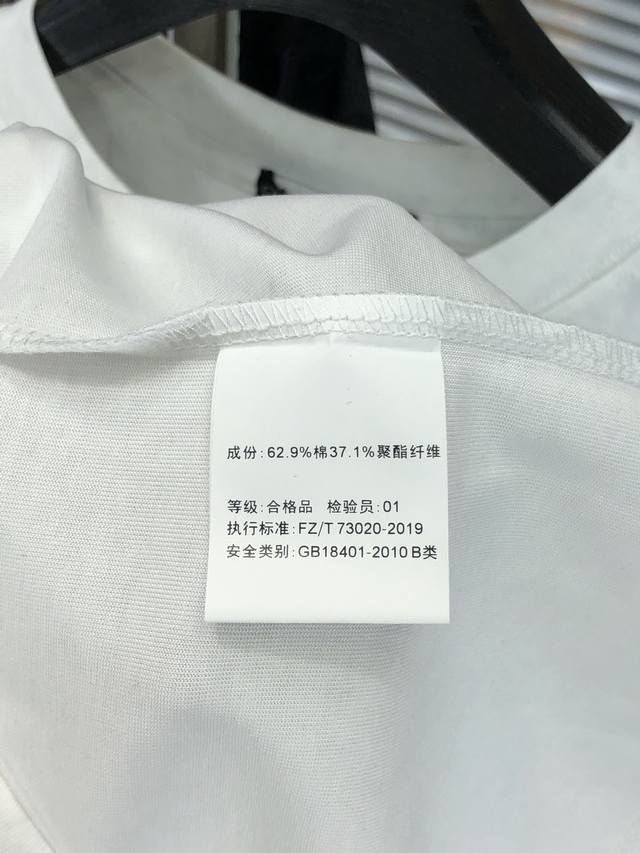 成份:62.9%棉37.1%聚酯纤维
等级:合格品 检验员:01
执行标准:FZ/T 73020-2019
安全类别:GB18401-2010 B类